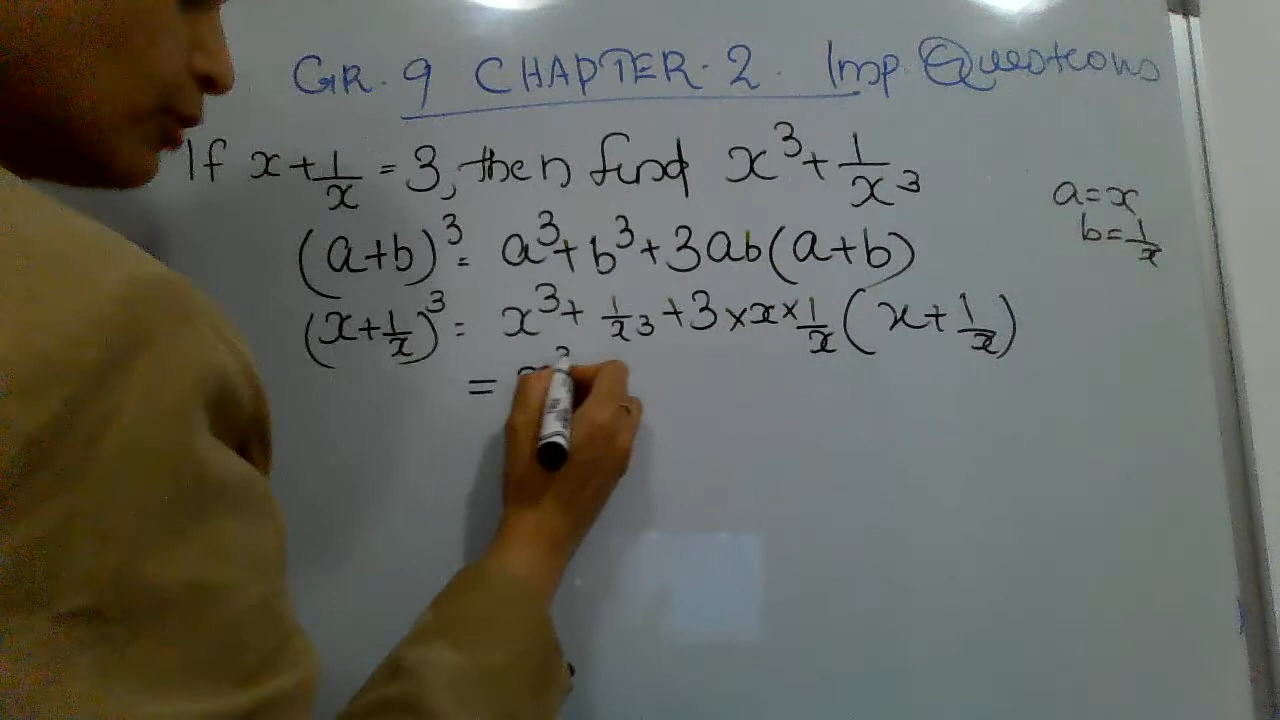 GR. 9 CHAPTER-2. Imp. Questions
If x + 1/x = 3, then find x³ + 1/x³
a = x
b = 1/x
(a+b)³ = a³ + b³ + 3ab(a+b)
(x + 1/x)³ = x³ + 1/x³ + 3 × x × 1/x (x + 1/x)
=